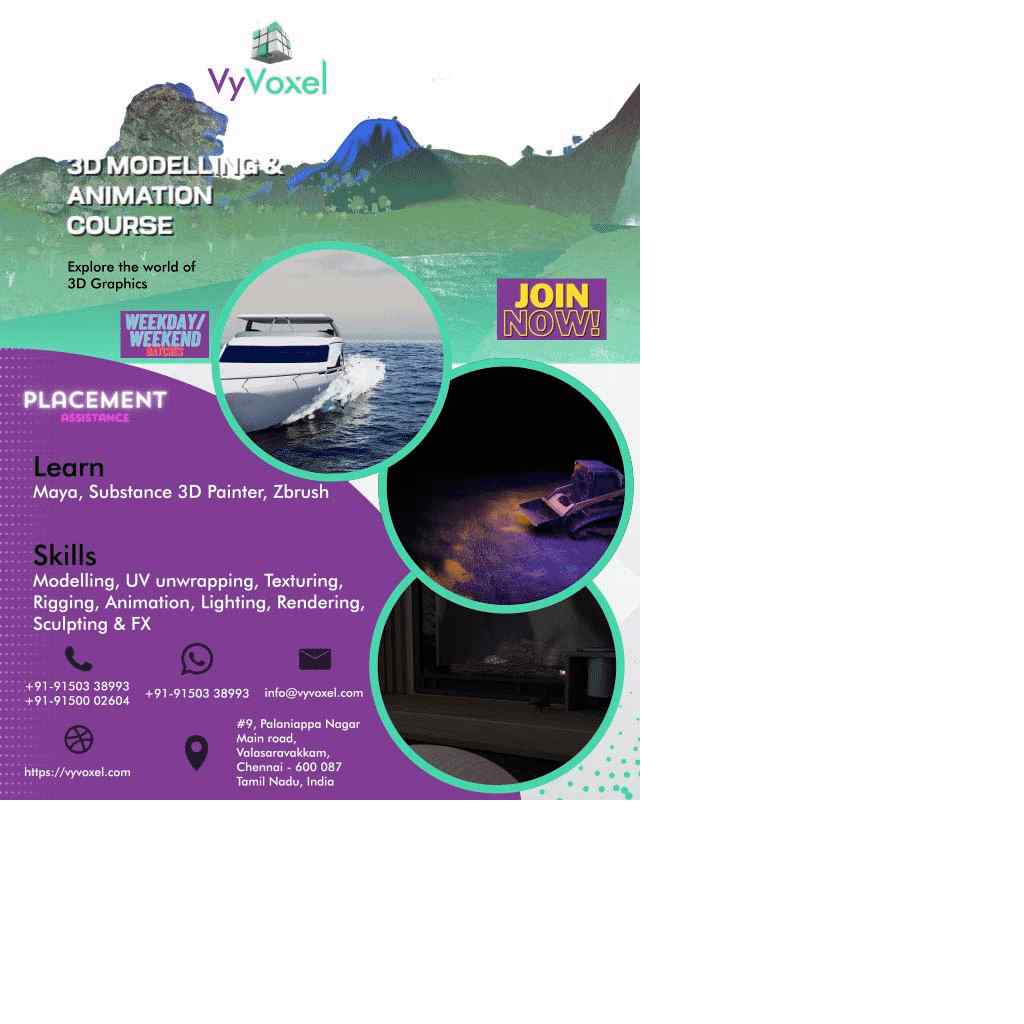 VyVoxel
3D MODELLING &
ANIMATION
COURSE
Explore the world of
3D Graphics
JOIN
NOW!
WEEKDAY/
WEEKEND
BATCHES
PLACEMENT
ASSISTANCE
Learn
Maya, Substance 3D Painter, Zbrush
Skills
Modelling, UV unwrapping, Texturing,
Rigging, Animation, Lighting, Rendering,
Sculpting & FX
+91-91503 38993
+91-91500 02604
+91-91503 38993
info@vyvoxel.com
https://vyvoxel.com
#9, Palaniappa Nagar
Main road,
Valasaravakkam,
Chennai - 600 087
Tamil Nadu, India